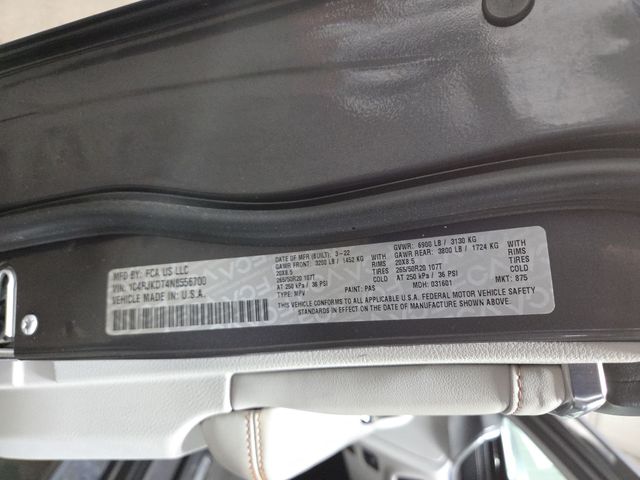 MFD BY: FCA US LLC
VIN: 1C4RJKDT4N8556700
VEHICLE MADE IN U.S.A.
DATE OF MFR (BUILT): 3-22
GAWR FRONT: 3200 LB / 1452 KG WITH
20X8.5 RIMS
265/50R20 107T TIRES
AT 250 kPa / 36 PSI COLD
TYPE: MPV PAINT: PAS
GVWR: 6900 LB / 3130 KG
GAWR REAR: 3800 LB / 1724 KG WITH
20X8.5 RIMS
265/50R20 107T TIRES
AT 250 kPa / 36 PSI COLD
MDH: 031601 MKT: 875
THIS VEHICLE CONFORMS TO ALL APPLICABLE U.S.A. FEDERAL MOTOR VEHICLE SAFETY
STANDARDS IN EFFECT ON THE DATE OF MANUFACTURE SHOWN ABOVE.